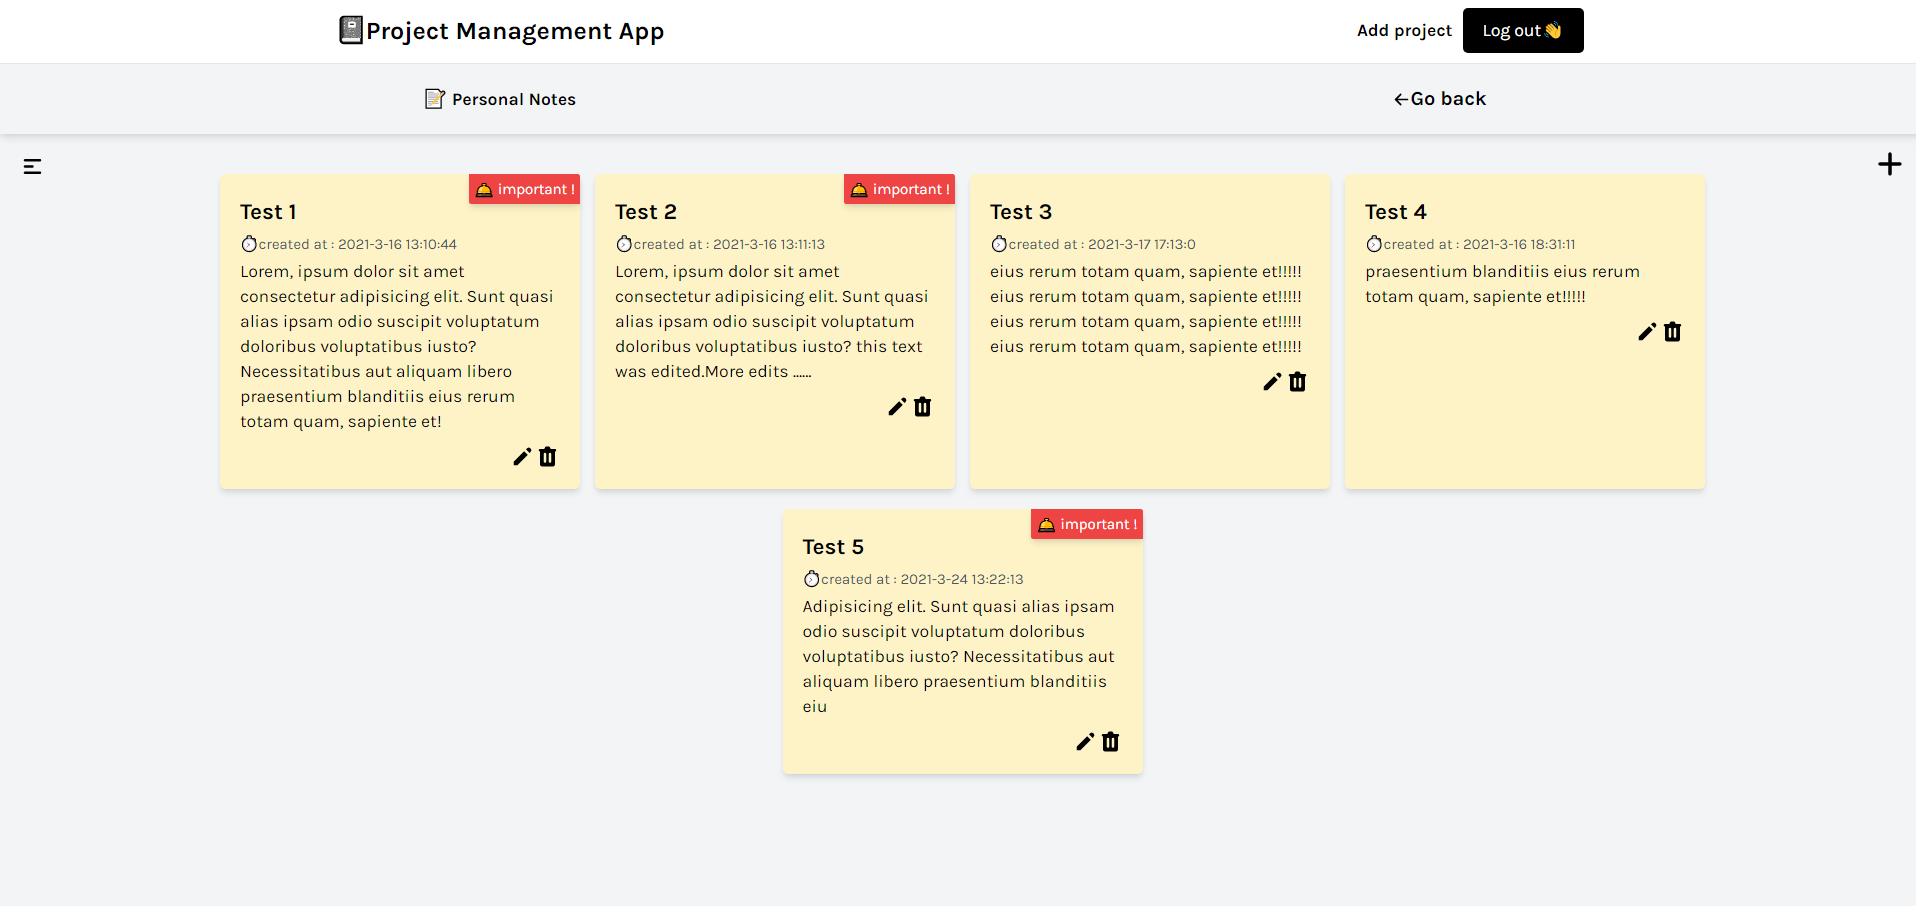 Project Management App
Add project
Log out
Personal Notes
←Go back
important !
Test 1
created at : 2021-3-16 13:10:44
Lorem, ipsum dolor sit amet
consectetur adipisicing elit. Sunt quasi
alias ipsam odio suscipit voluptatum
doloribus voluptatibus iusto?
Necessitatibus aut aliquam libero
praesentium blanditiis eius rerum
totam quam, sapiente et!
important !
Test 2
created at : 2021-3-16 13:11:13
Lorem, ipsum dolor sit amet
consectetur adipisicing elit. Sunt quasi
alias ipsam odio suscipit voluptatum
doloribus voluptatibus iusto? this text
was edited.More edits ......
Test 3
created at : 2021-3-17 17:13:0
eius rerum totam quam, sapiente et!!!!!
eius rerum totam quam, sapiente et!!!!!
eius rerum totam quam, sapiente et!!!!!
eius rerum totam quam, sapiente et!!!!!
Test 4
created at : 2021-3-16 18:31:11
praesentium blanditiis eius rerum
totam quam, sapiente et!!!!!
important !
Test 5
created at : 2021-3-24 13:22:13
Adipisicing elit. Sunt quasi alias ipsam
odio suscipit voluptatum doloribus
voluptatibus iusto? Necessitatibus aut
aliquam libero praesentium blanditiis
eiu